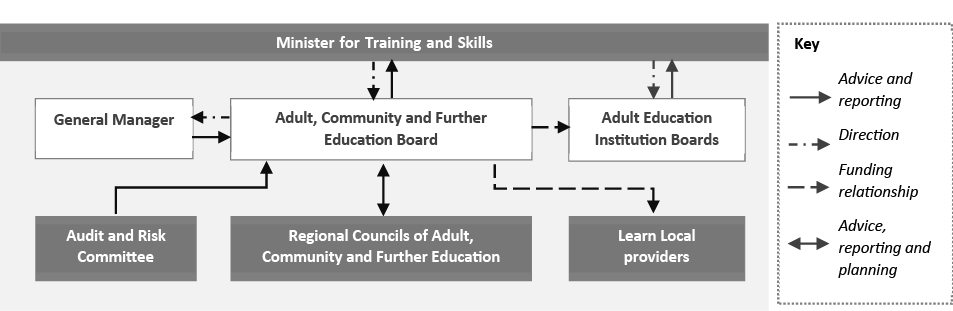 Minister for Training and Skills
General Manager
Adult, Community and Further
Education Board
Adult Education
Institution Boards
Audit and Risk
Committee
Regional Councils of Adult,
Community and Further Education
Learn Local
providers
Key
Advice and
reporting
Direction
Funding
relationship
Advice,
reporting and
planning